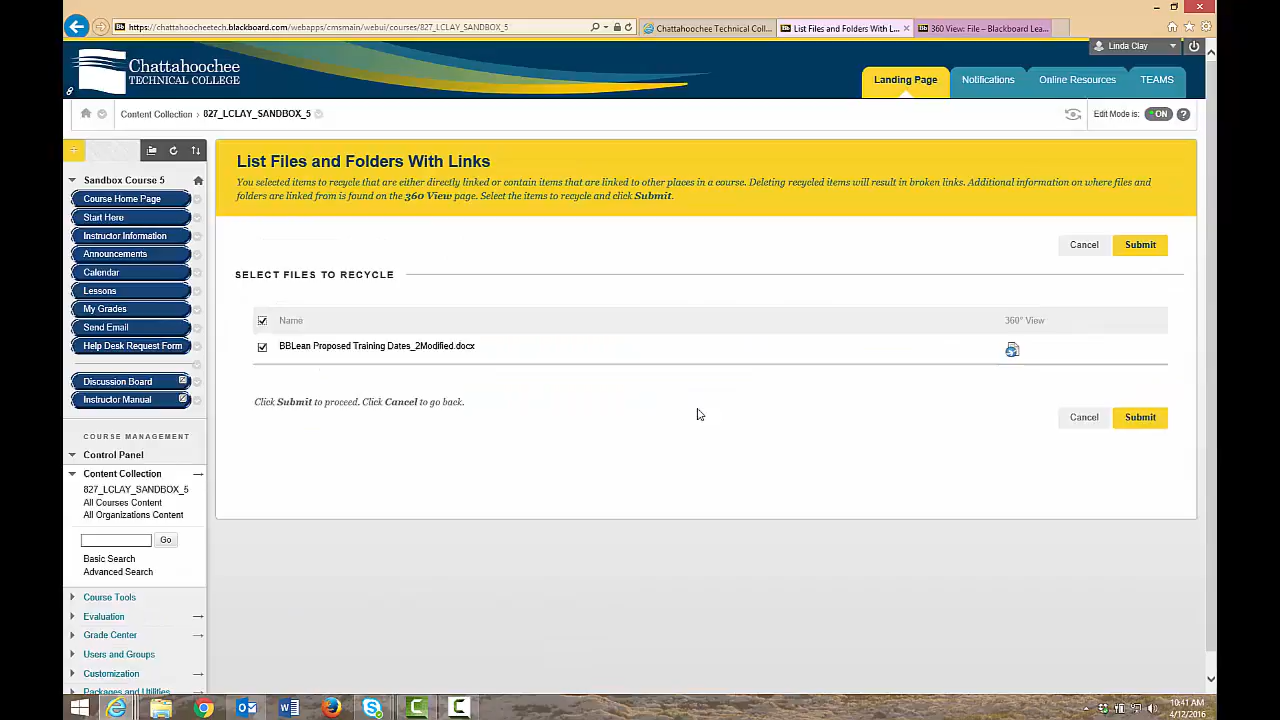 https://chattahoocheetech.blackboard.com/webapps/cmsmain/webui/courses/827_LCLAY_SANDBOX_5
Chattahoochee Technical Coll...
List Files and Folders With L...
360 View: File – Blackboard Lea...
Chattahoochee
TECHNICAL COLLEGE
Linda Clay
Landing Page
Notifications
Online Resources
TEAMS
Content Collection
827_LCLAY_SANDBOX_5
Edit Mode is:
ON
?
Sandbox Course 5
Course Home Page
Start Here
Instructor Information
Announcements
Calendar
Lessons
My Grades
Send Email
Help Desk Request Form
Discussion Board
Instructor Manual
COURSE MANAGEMENT
Control Panel
Content Collection
827_LCLAY_SANDBOX_5
All Courses Content
All Organizations Content
Go
Basic Search
Advanced Search
Course Tools
Evaluation
Grade Center
Users and Groups
Customization
Packages and Utilities
List Files and Folders With Links
You selected items to recycle that are either directly linked or contain items that are linked to other places in a course. Deleting recycled items will result in broken links. Additional information on where files and
folders are linked from is found on the 360 View page. Select the items to recycle and click Submit.
Cancel
Submit
SELECT FILES TO RECYCLE
Name
360° View
BBLean Proposed Training Dates_2Modified.docx
Click Submit to proceed. Click Cancel to go back.
Cancel
Submit
10:41 AM
4/12/2016